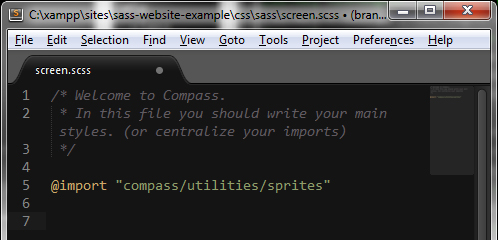 C:\xampp\sites\sass-website-example\css\sass\screen.scss • (bran
File Edit Selection Find View Goto Tools Project Preferences Help
screen.scss
1 /* Welcome to Compass.
2 * In this file you should write your main
styles. (or centralize your imports)
3 */
4
5 @import "compass/utilities/sprites"
6
7